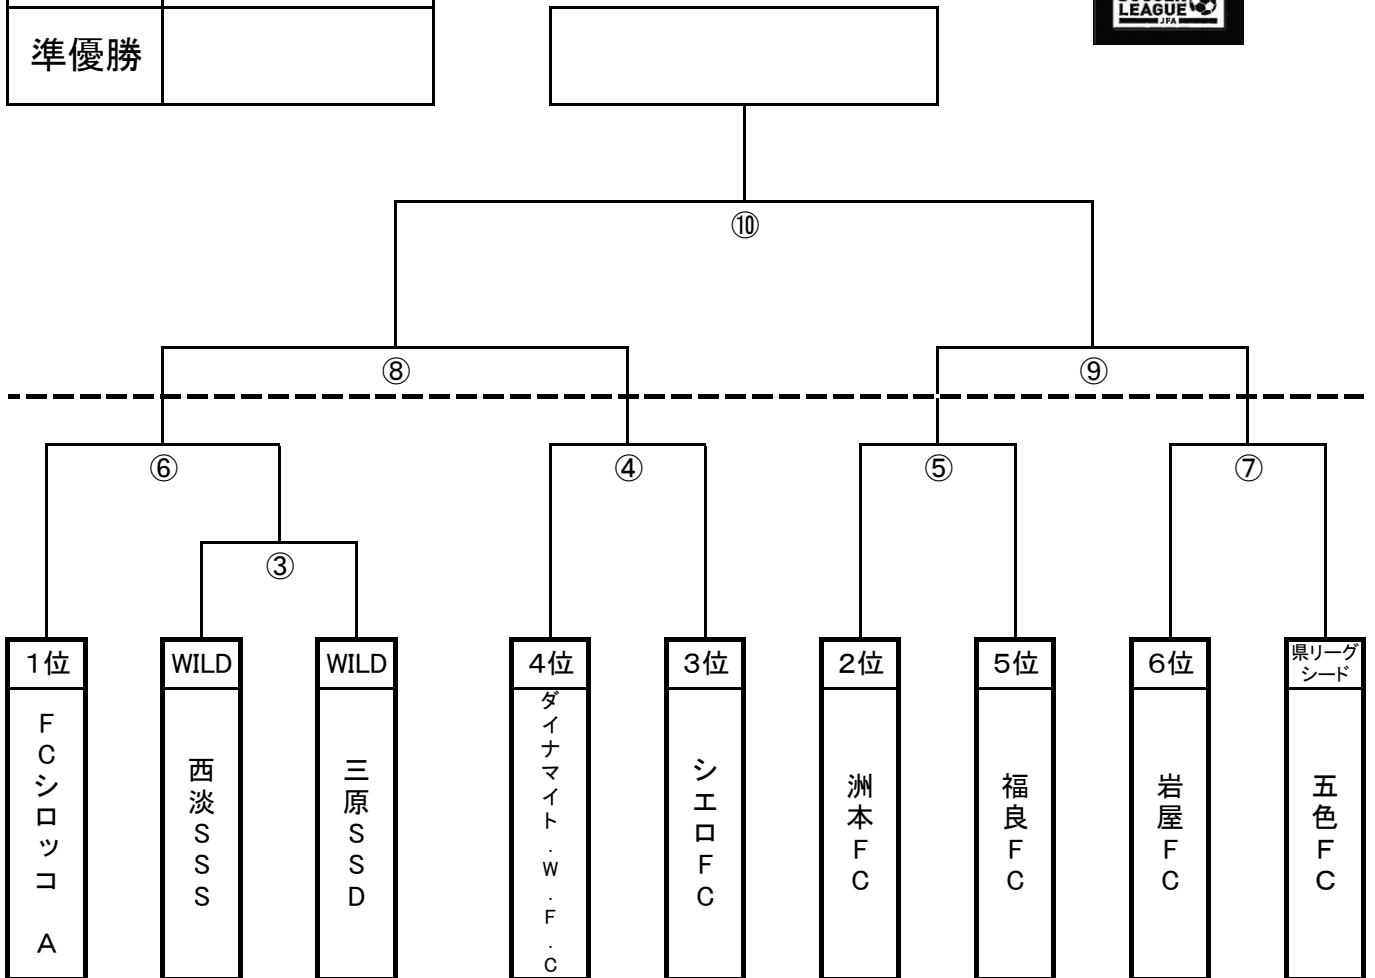 LEAGUE
JFA
準優勝
⑩
⑧
⑨
⑥
④
⑤
⑦
③
1位
WILD
WILD
4位
3位
2位
5位
6位
県リーグ
シード
FCシロッコ A
西淡SSS
三原SSD
ダイナマイト.W.F.C
シエロFC
洲本FC
福良FC
岩屋FC
五色FC